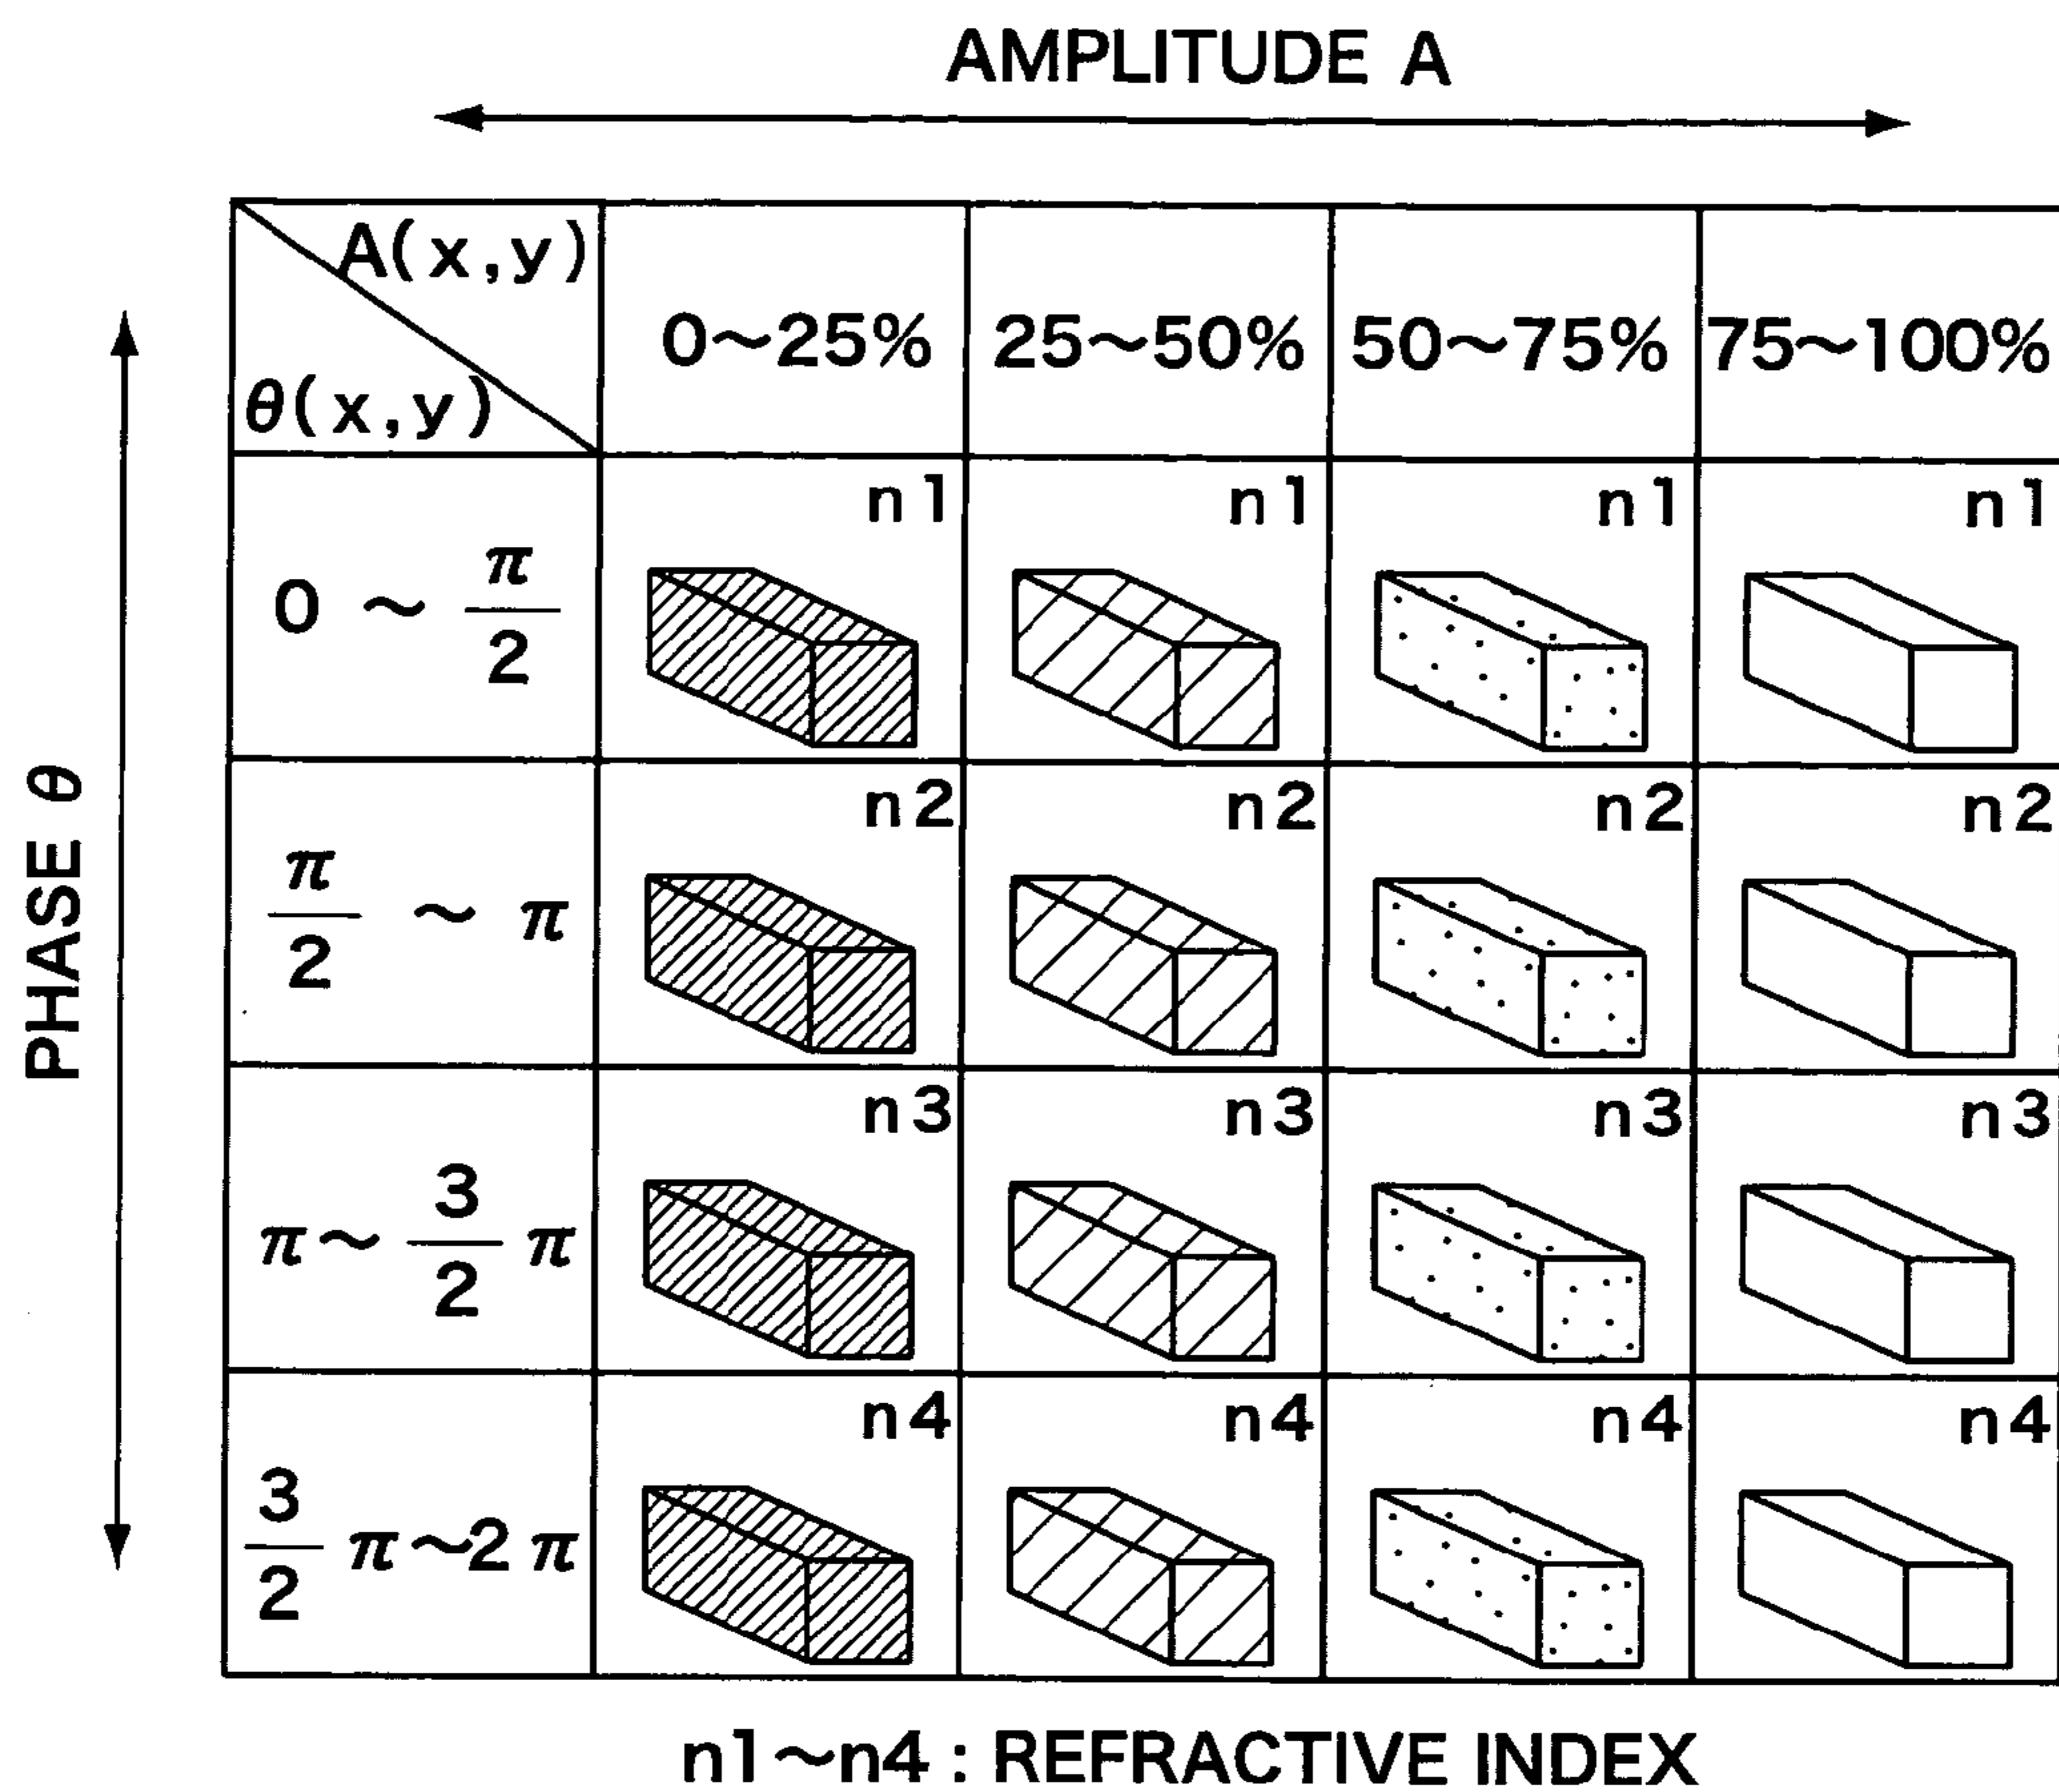 AMPLITUDE A
A(x,y)
θ(x,y)
0～25% 25～50% 50～75% 75～100%
PHASE θ
0 ～ π/2 n1 n1 n1 n1
π/2 ～ π n2 n2 n2 n2
π～ 3/2 π n3 n3 n3 n3
3/2 π～2π n4 n4 n4 n4
n1～n4 : REFRACTIVE INDEX